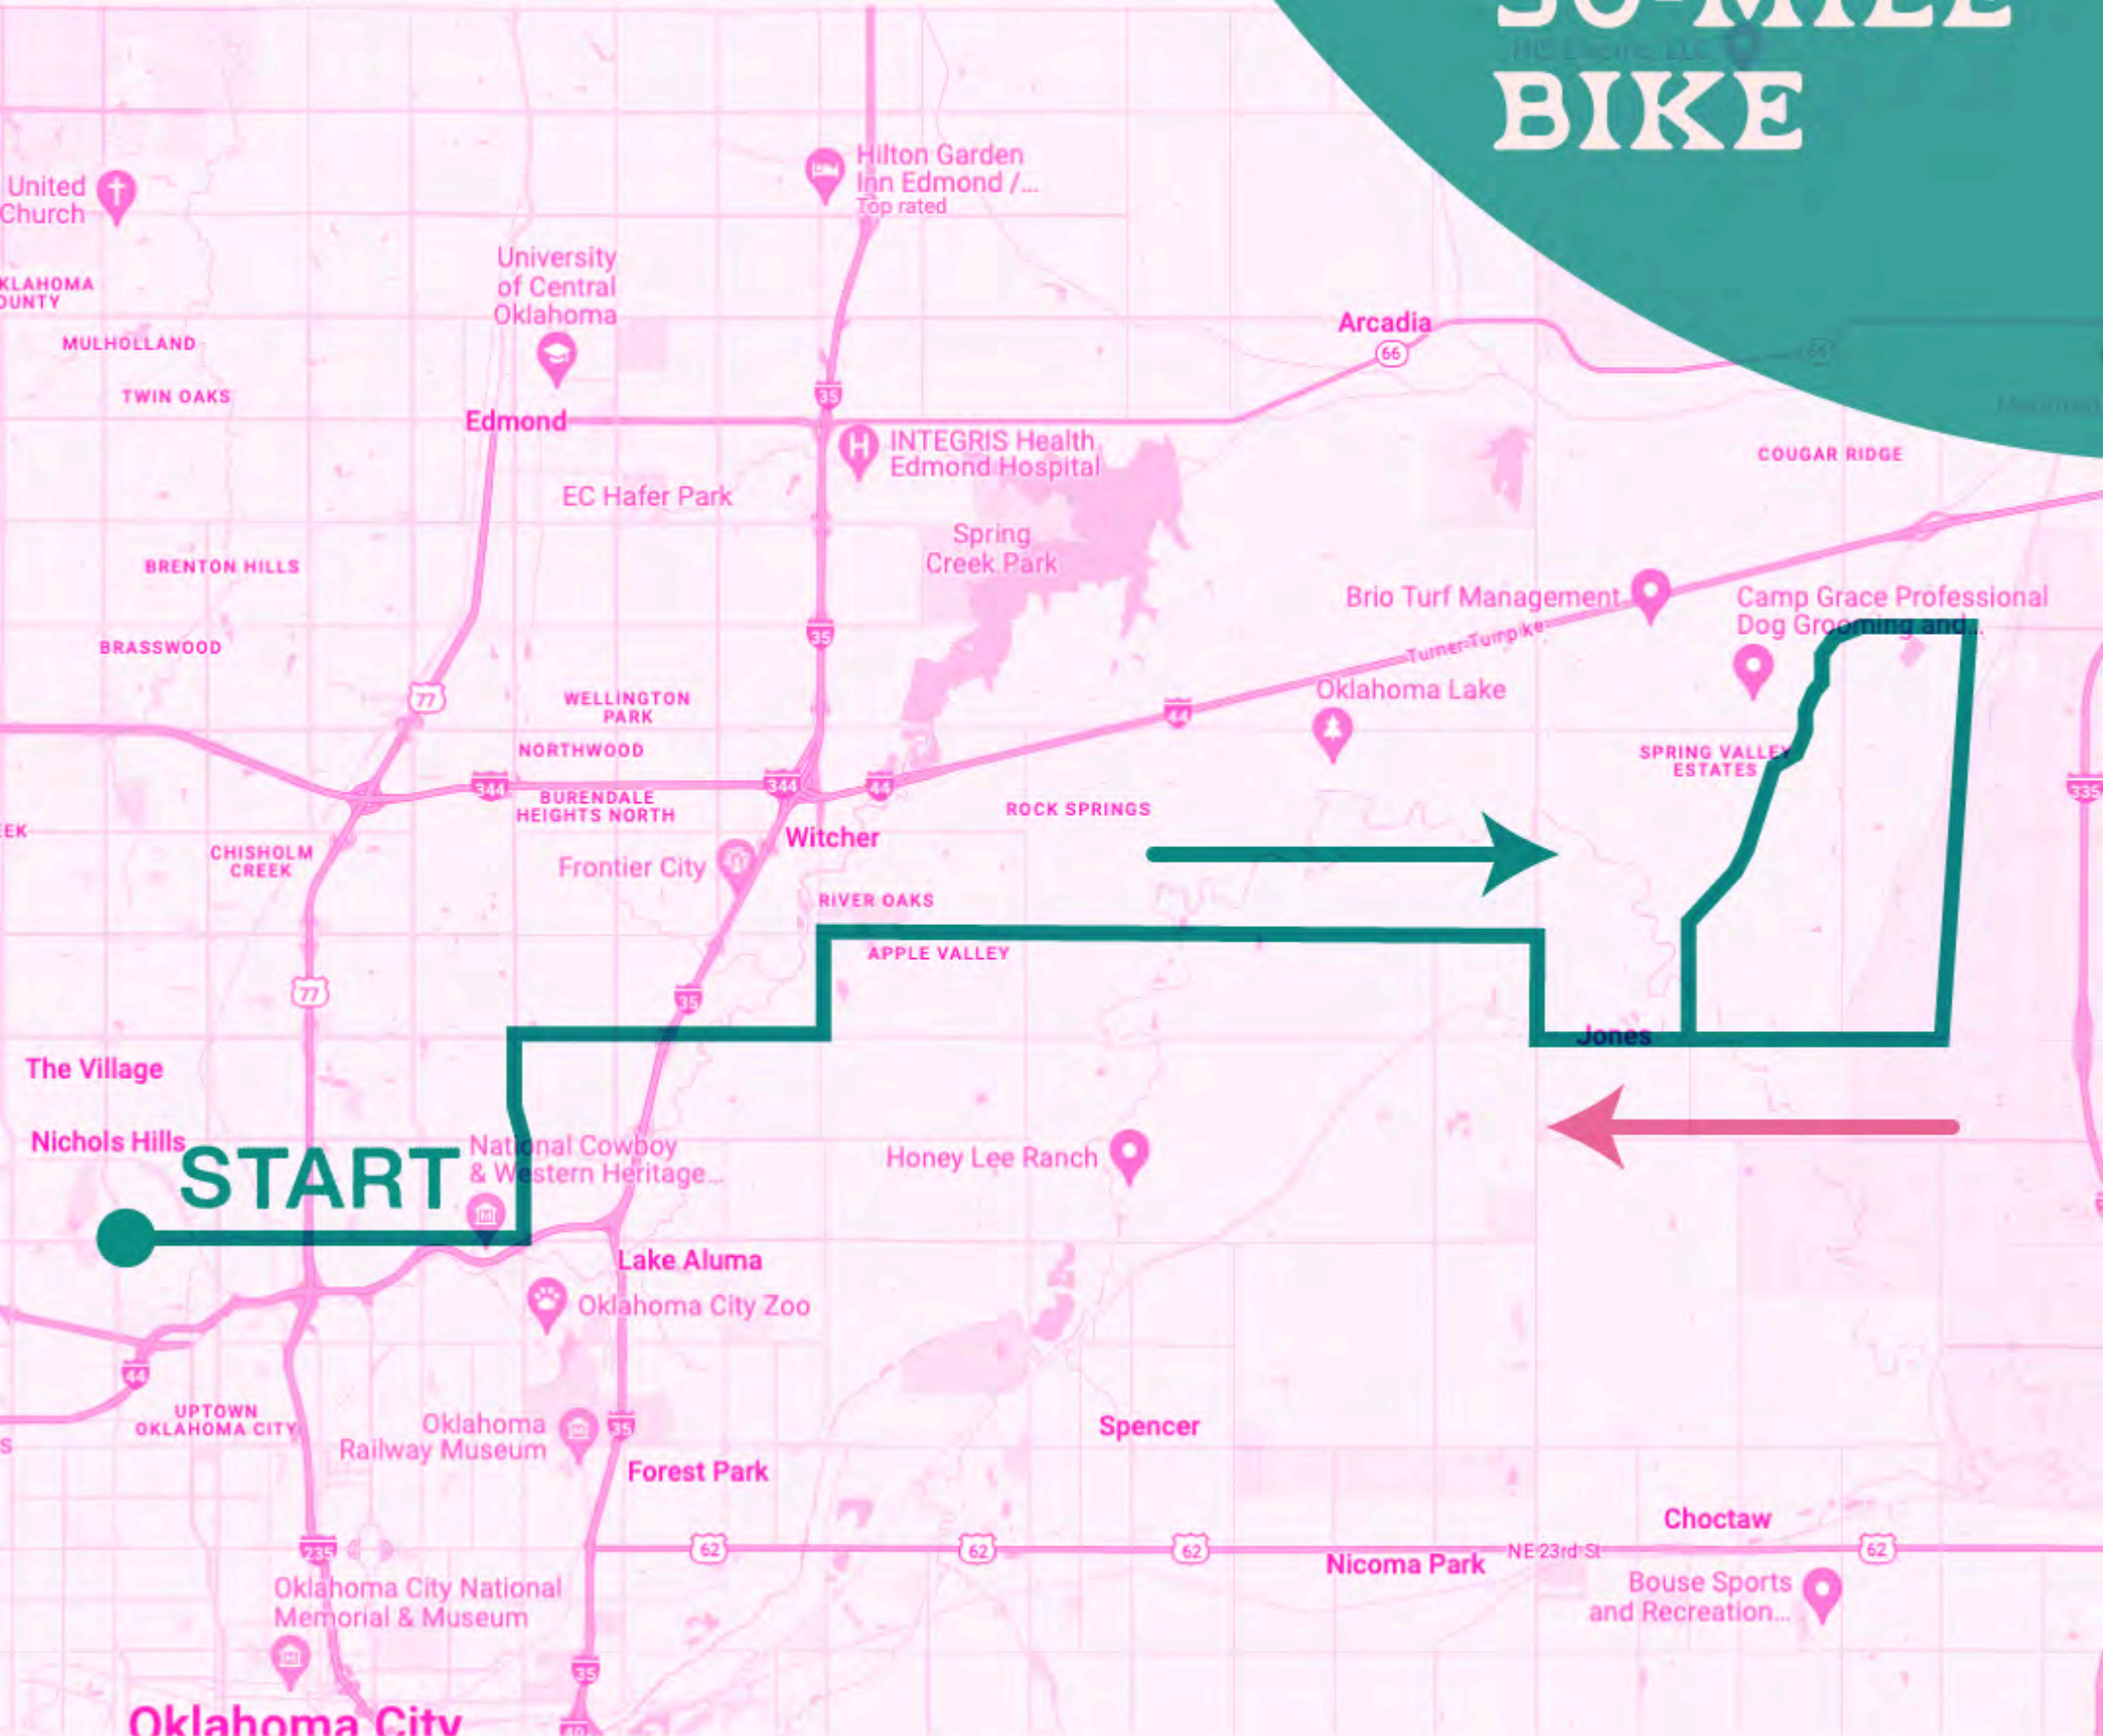 BIKE
Hilton Garden
Inn Edmond /...
Top rated
United
Church
University
of Central
Oklahoma
KLAHOMA
OUNTY
MULHOLLAND
TWIN OAKS
Arcadia
66
66
35
Edmond
INTEGRIS Health
Edmond Hospital
COUGAR RIDGE
EC Hafer Park
Spring
Creek Park
BRENTON HILLS
Brio Turf Management
Camp Grace Professional
Dog Grooming and...
35
Turner Turnpike
BRASSWOOD
77
WELLINGTON
PARK
Oklahoma Lake
44
NORTHWOOD
SPRING VALLEY
ESTATES
344
344
44
335
BURENDALE
HEIGHTS NORTH
ROCK SPRINGS
EEK
Witcher
CHISHOLM
CREEK
Frontier City
RIVER OAKS
APPLE VALLEY
77
35
Jones
The Village
Nichols Hills
START
National Cowboy
& Western Heritage...
Honey Lee Ranch
Lake Aluma
Oklahoma City Zoo
44
UPTOWN
OKLAHOMA CITY
S
Oklahoma
Railway Museum
35
Spencer
Forest Park
Choctaw
235
62
62
62
NE 23rd St
62
Nicoma Park
Oklahoma City National
Memorial & Museum
Bouse Sports
and Recreation...
35
Oklahoma City
40